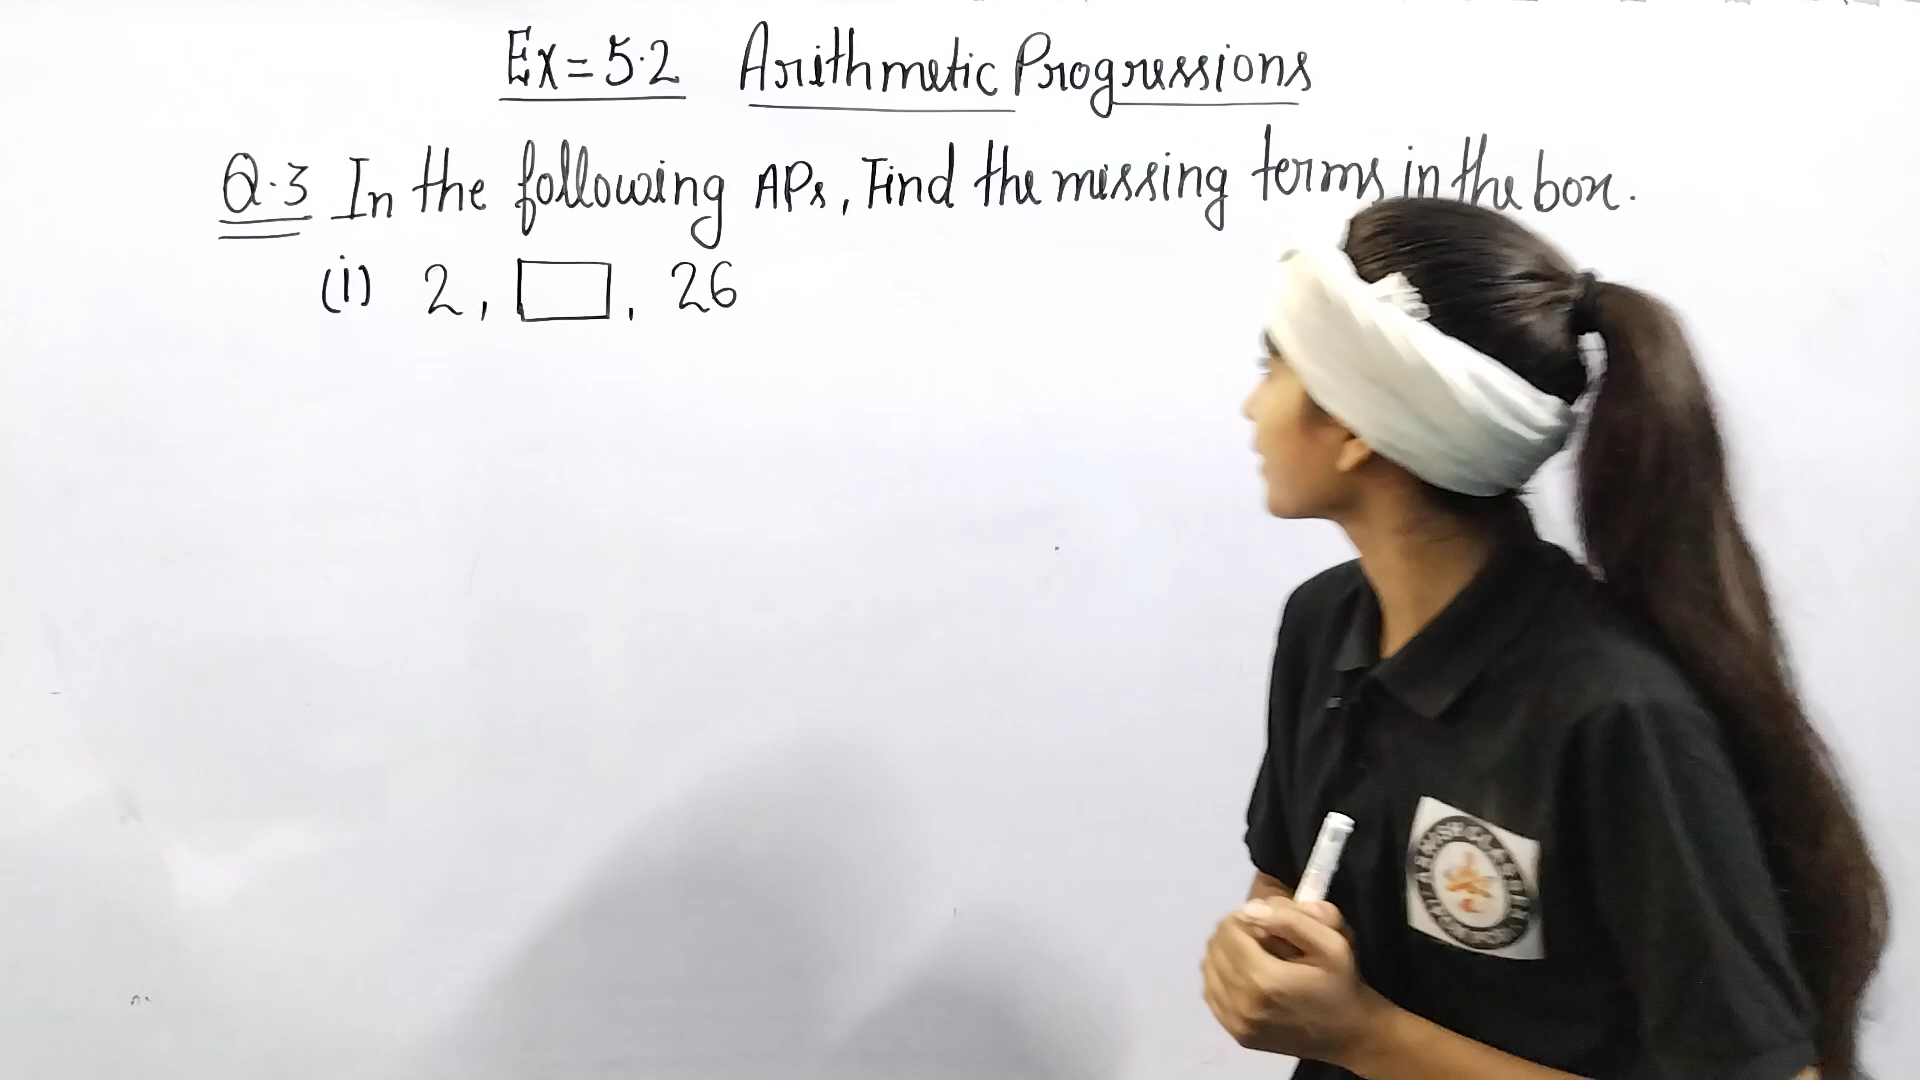 Ex = 5.2 Arithmetic Progressions
Q.3 In the following APs, Find the missing terms in the box.
(i) 2, , 26